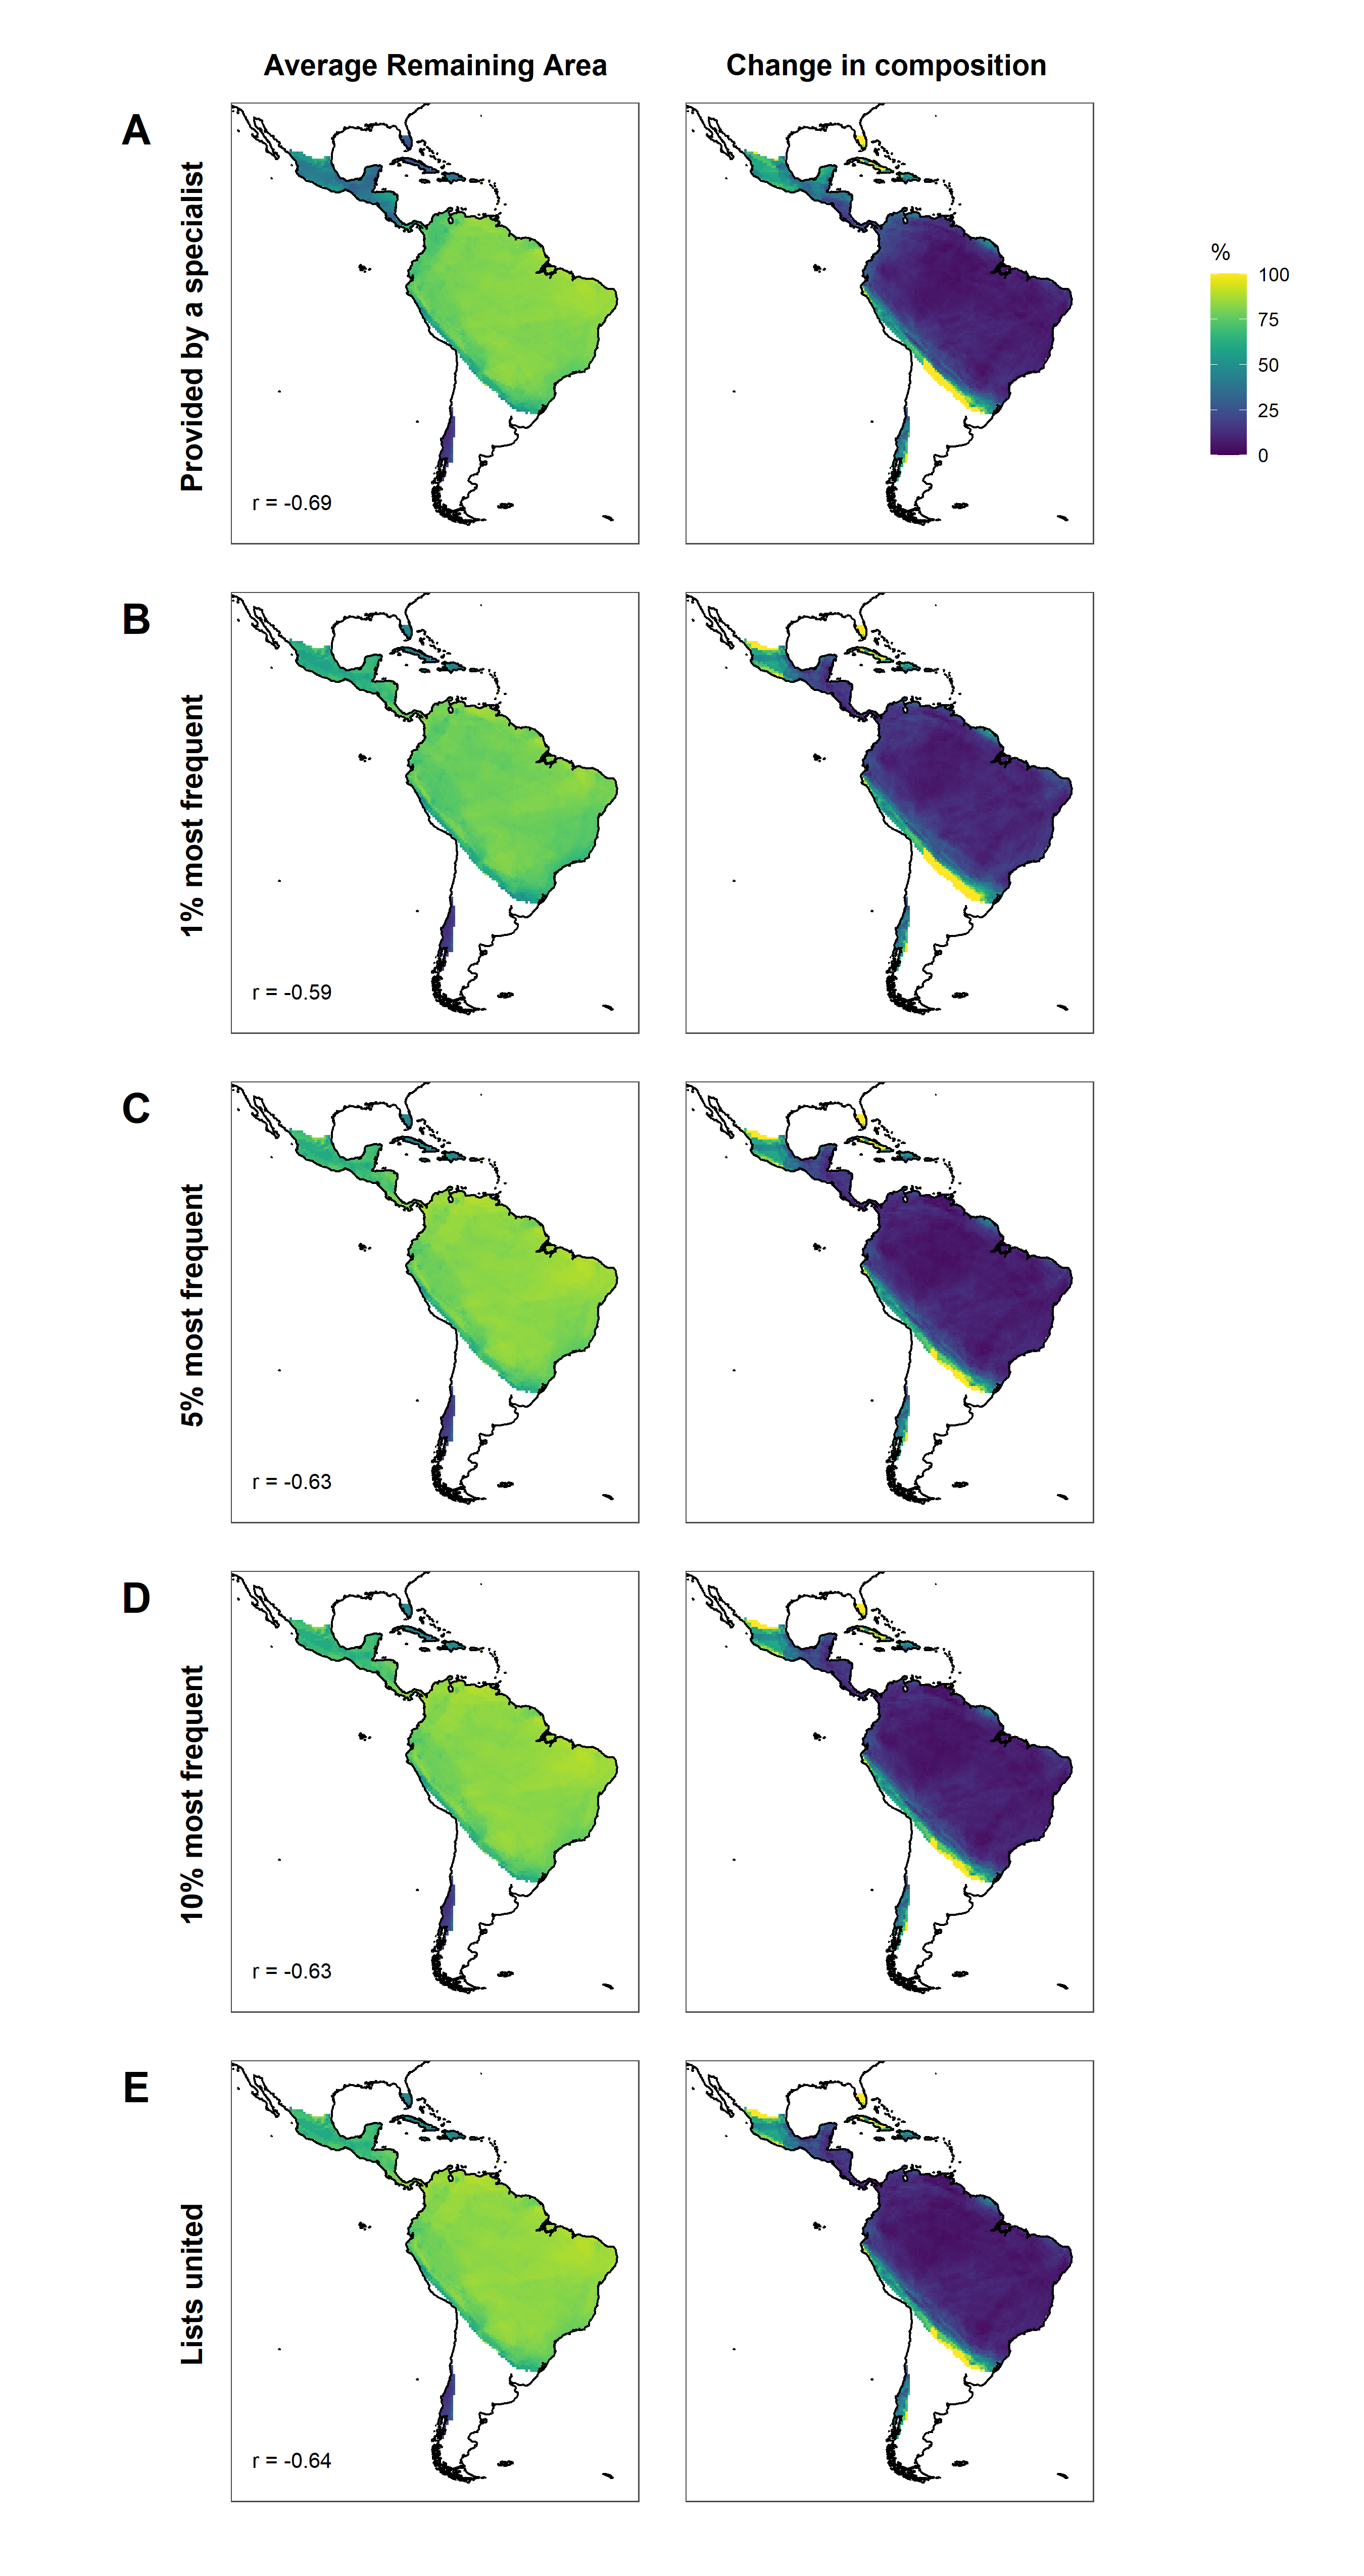 Average Remaining Area
Change in composition
A
Provided by a specialist
r = -0.69
%
100
75
50
25
0
B
1% most frequent
r = -0.59
C
5% most frequent
r = -0.63
D
10% most frequent
r = -0.63
E
Lists united
r = -0.64